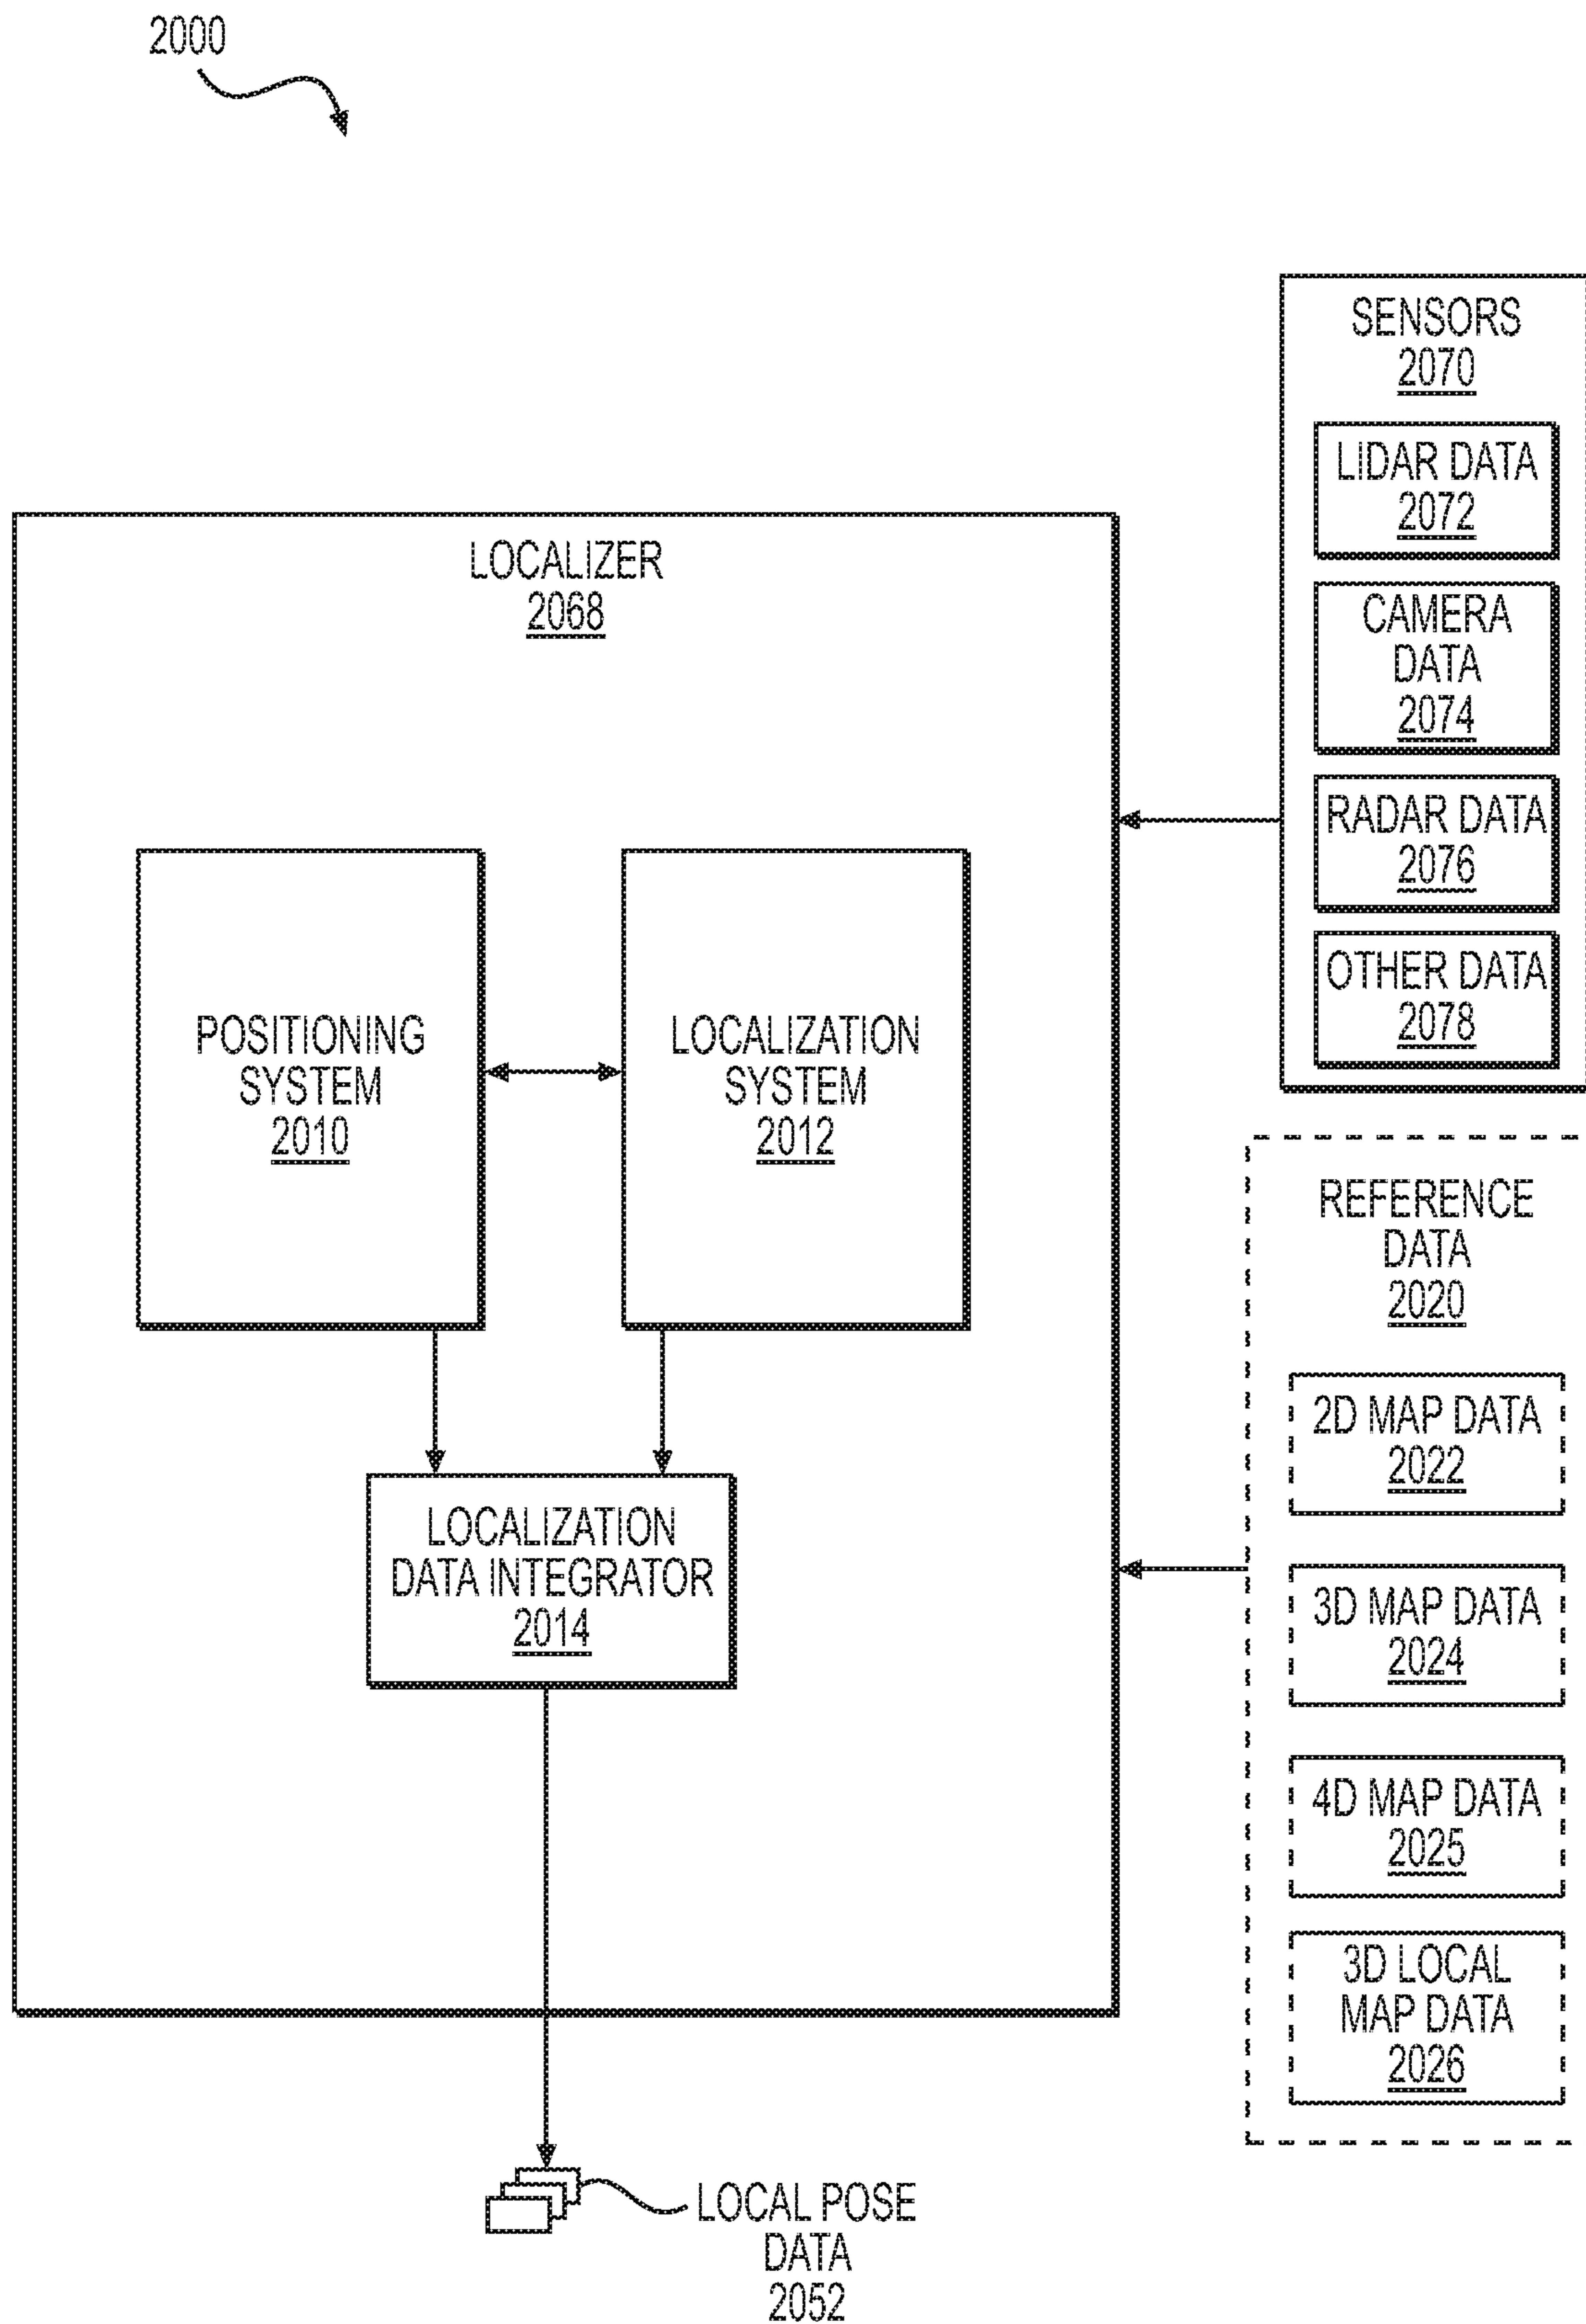 2000
SENSORS
2070
LIDAR DATA
2072
CAMERA
DATA
2074
RADAR DATA
2076
OTHER DATA
2078
LOCALIZER
2068
POSITIONING
SYSTEM
2010
LOCALIZATION
SYSTEM
2012
LOCALIZATION
DATA INTEGRATOR
2014
REFERENCE
DATA
2020
2D MAP DATA
2022
3D MAP DATA
2024
4D MAP DATA
2025
3D LOCAL
MAP DATA
2026
LOCAL POSE
DATA
2052